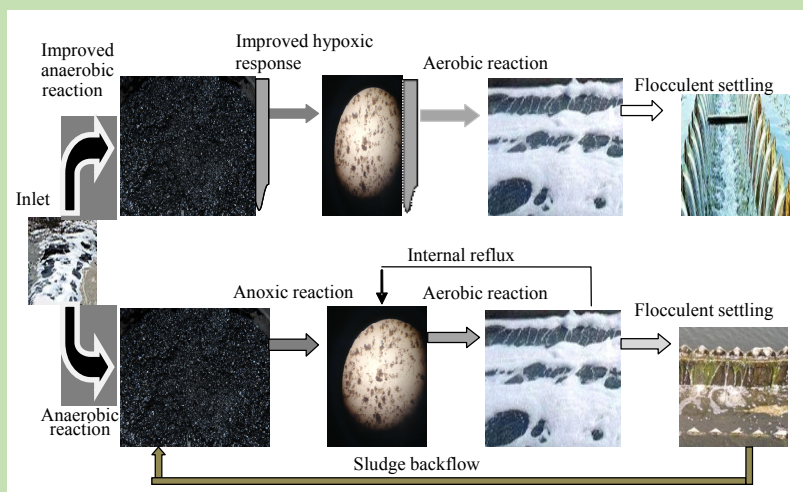 Improved
anaerobic
reaction
Improved hypoxic
response
Aerobic reaction
Flocculent settling
Inlet
Internal reflux
Anoxic reaction
Aerobic reaction
Flocculent settling
Anaerobic
reaction
Sludge backflow